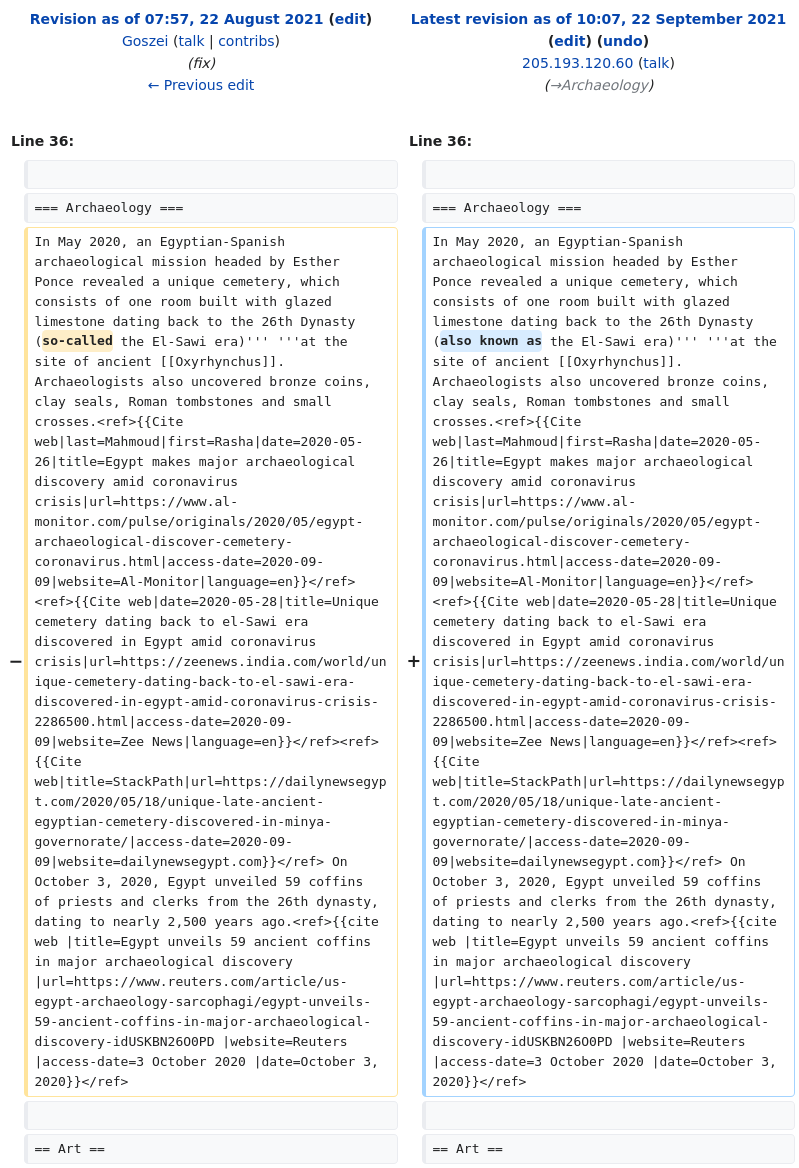 Revision as of 07:57, 22 August 2021 (edit)
Goszei (talk | contribs)
(fix)
← Previous edit
Latest revision as of 10:07, 22 September 2021
(edit) (undo)
205.193.120.60 (talk)
(→Archaeology)
Line 36:
=== Archaeology ===
In May 2020, an Egyptian-Spanish
archaeological mission headed by Esther
Ponce revealed a unique cemetery, which
consists of one room built with glazed
limestone dating back to the 26th Dynasty
(so-called the El-Sawi era)''' '''at the
site of ancient [[Oxyrhynchus]].
Archaeologists also uncovered bronze coins,
clay seals, Roman tombstones and small
crosses.<ref>{{Cite
web|last=Mahmoud|first=Rasha|date=2020-05-
26|title=Egypt makes major archaeological
discovery amid coronavirus
crisis|url=https://www.al-
monitor.com/pulse/originals/2020/05/egypt-
archaeological-discover-cemetery-
coronavirus.html|access-date=2020-09-
09|website=Al-Monitor|language=en}}</ref>
<ref>{{Cite web|date=2020-05-28|title=Unique
cemetery dating back to el-Sawi era
discovered in Egypt amid coronavirus
−
crisis|url=https://zeenews.india.com/world/un
ique-cemetery-dating-back-to-el-sawi-era-
discovered-in-egypt-amid-coronavirus-crisis-
2286500.html|access-date=2020-09-
09|website=Zee News|language=en}}</ref><ref>
{{Cite
web|title=StackPath|url=https://dailynewsegyp
t.com/2020/05/18/unique-late-ancient-
egyptian-cemetery-discovered-in-minya-
governorate/|access-date=2020-09-
09|website=dailynewsegypt.com}}</ref> On
October 3, 2020, Egypt unveiled 59 coffins
of priests and clerks from the 26th dynasty,
dating to nearly 2,500 years ago.<ref>{{cite
web |title=Egypt unveils 59 ancient coffins
in major archaeological discovery
|url=https://www.reuters.com/article/us-
egypt-archaeology-sarcophagi/egypt-unveils-
59-ancient-coffins-in-major-archaeological-
discovery-idUSKBN26O0PD |website=Reuters
|access-date=3 October 2020 |date=October 3,
2020}}</ref>
== Art ==
Line 36:
=== Archaeology ===
In May 2020, an Egyptian-Spanish
archaeological mission headed by Esther
Ponce revealed a unique cemetery, which
consists of one room built with glazed
limestone dating back to the 26th Dynasty
(also known as the El-Sawi era)''' '''at the
site of ancient [[Oxyrhynchus]].
Archaeologists also uncovered bronze coins,
clay seals, Roman tombstones and small
crosses.<ref>{{Cite
web|last=Mahmoud|first=Rasha|date=2020-05-
26|title=Egypt makes major archaeological
discovery amid coronavirus
crisis|url=https://www.al-
monitor.com/pulse/originals/2020/05/egypt-
archaeological-discover-cemetery-
coronavirus.html|access-date=2020-09-
09|website=Al-Monitor|language=en}}</ref>
<ref>{{Cite web|date=2020-05-28|title=Unique
cemetery dating back to el-Sawi era
discovered in Egypt amid coronavirus
+
crisis|url=https://zeenews.india.com/world/un
ique-cemetery-dating-back-to-el-sawi-era-
discovered-in-egypt-amid-coronavirus-crisis-
2286500.html|access-date=2020-09-
09|website=Zee News|language=en}}</ref><ref>
{{Cite
web|title=StackPath|url=https://dailynewsegyp
t.com/2020/05/18/unique-late-ancient-
egyptian-cemetery-discovered-in-minya-
governorate/|access-date=2020-09-
09|website=dailynewsegypt.com}}</ref> On
October 3, 2020, Egypt unveiled 59 coffins
of priests and clerks from the 26th dynasty,
dating to nearly 2,500 years ago.<ref>{{cite
web |title=Egypt unveils 59 ancient coffins
in major archaeological discovery
|url=https://www.reuters.com/article/us-
egypt-archaeology-sarcophagi/egypt-unveils-
59-ancient-coffins-in-major-archaeological-
discovery-idUSKBN26O0PD |website=Reuters
|access-date=3 October 2020 |date=October 3,
2020}}</ref>
== Art ==